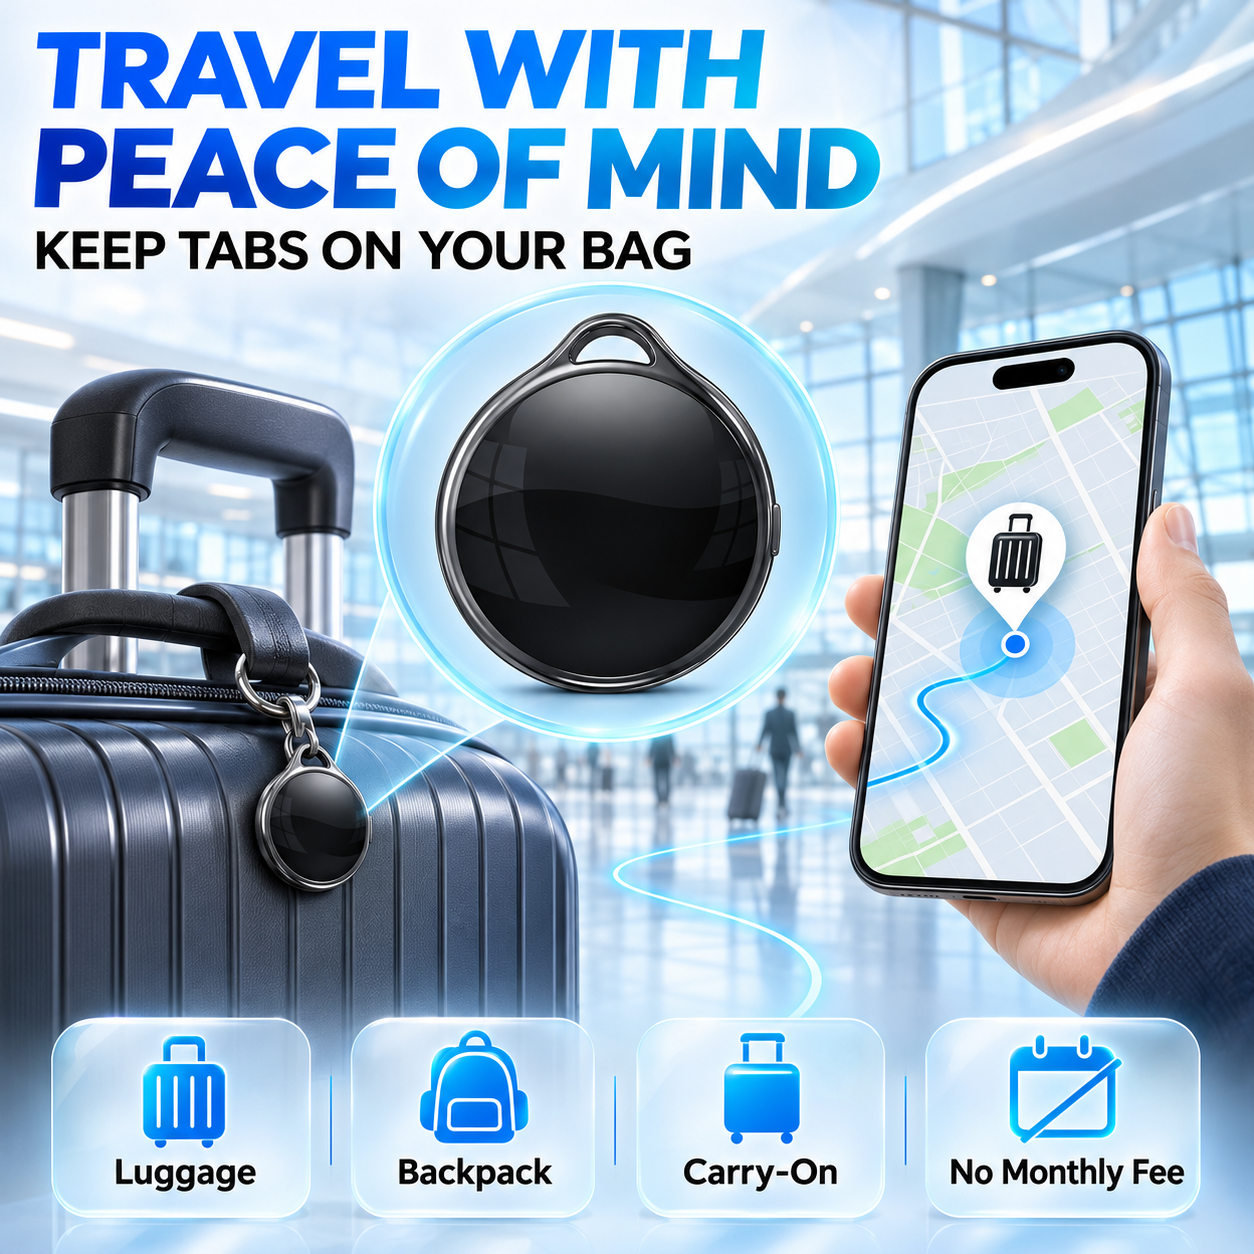 TRAVEL WITH
PEACE OF MIND
KEEP TABS ON YOUR BAG
Luggage
Backpack
Carry-On
No Monthly Fee